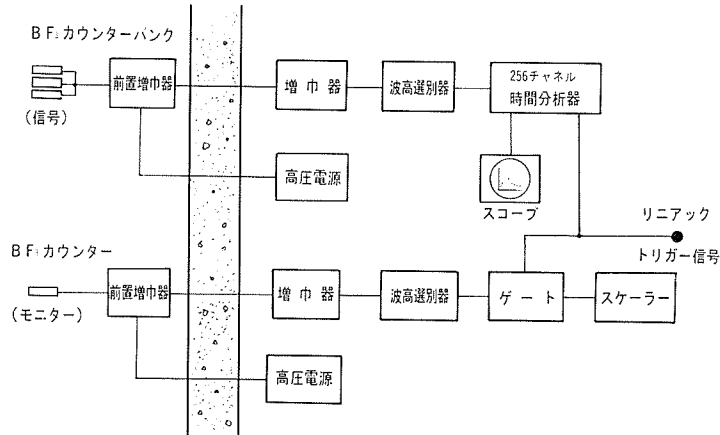 BF₃カウンターバンク
(信号)
前置増巾器
増巾器
波高選別器
256チャネル
時間分析器
高圧電源
スコープ
リニアック
トリガー信号
BF₃カウンター
(モニター)
前置増巾器
増巾器
波高選別器
ゲート
スケーラー
高圧電源